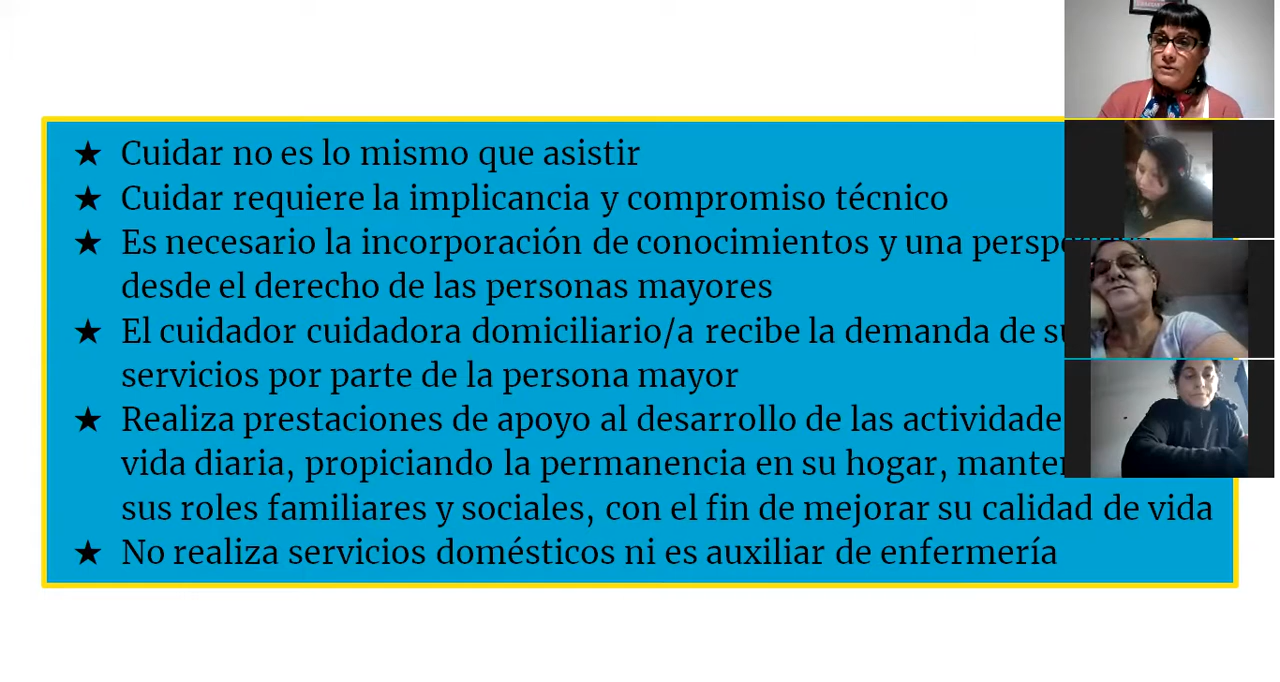 ★ Cuidar no es lo mismo que asistir
★ Cuidar requiere la implicancia y compromiso técnico
★ Es necesario la incorporación de conocimientos y una
desde el derecho de las personas mayores
★ El cuidador cuidadora domiciliario/a recibe la demanda de
servicios por parte de la persona mayor
★ Realiza prestaciones de apoyo al desarrollo de las
vida diaria, propiciando la permanencia en su hogar,
sus roles familiares y sociales, con el fin de mejorar su calidad de vida
★ No realiza servicios domésticos ni es auxiliar de enfermería